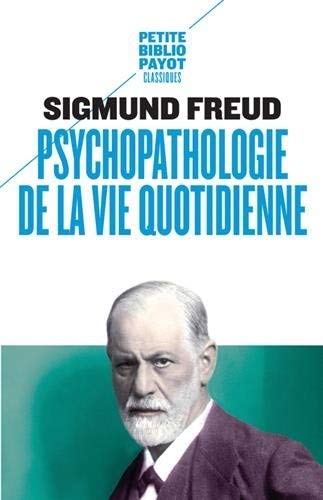 PETITE
BIBLIO
PAYOT
CLASSIQUES
SIGMUND FREUD
PSYCHOPATHOLOGIE
DE LA VIE QUOTIDIENNE